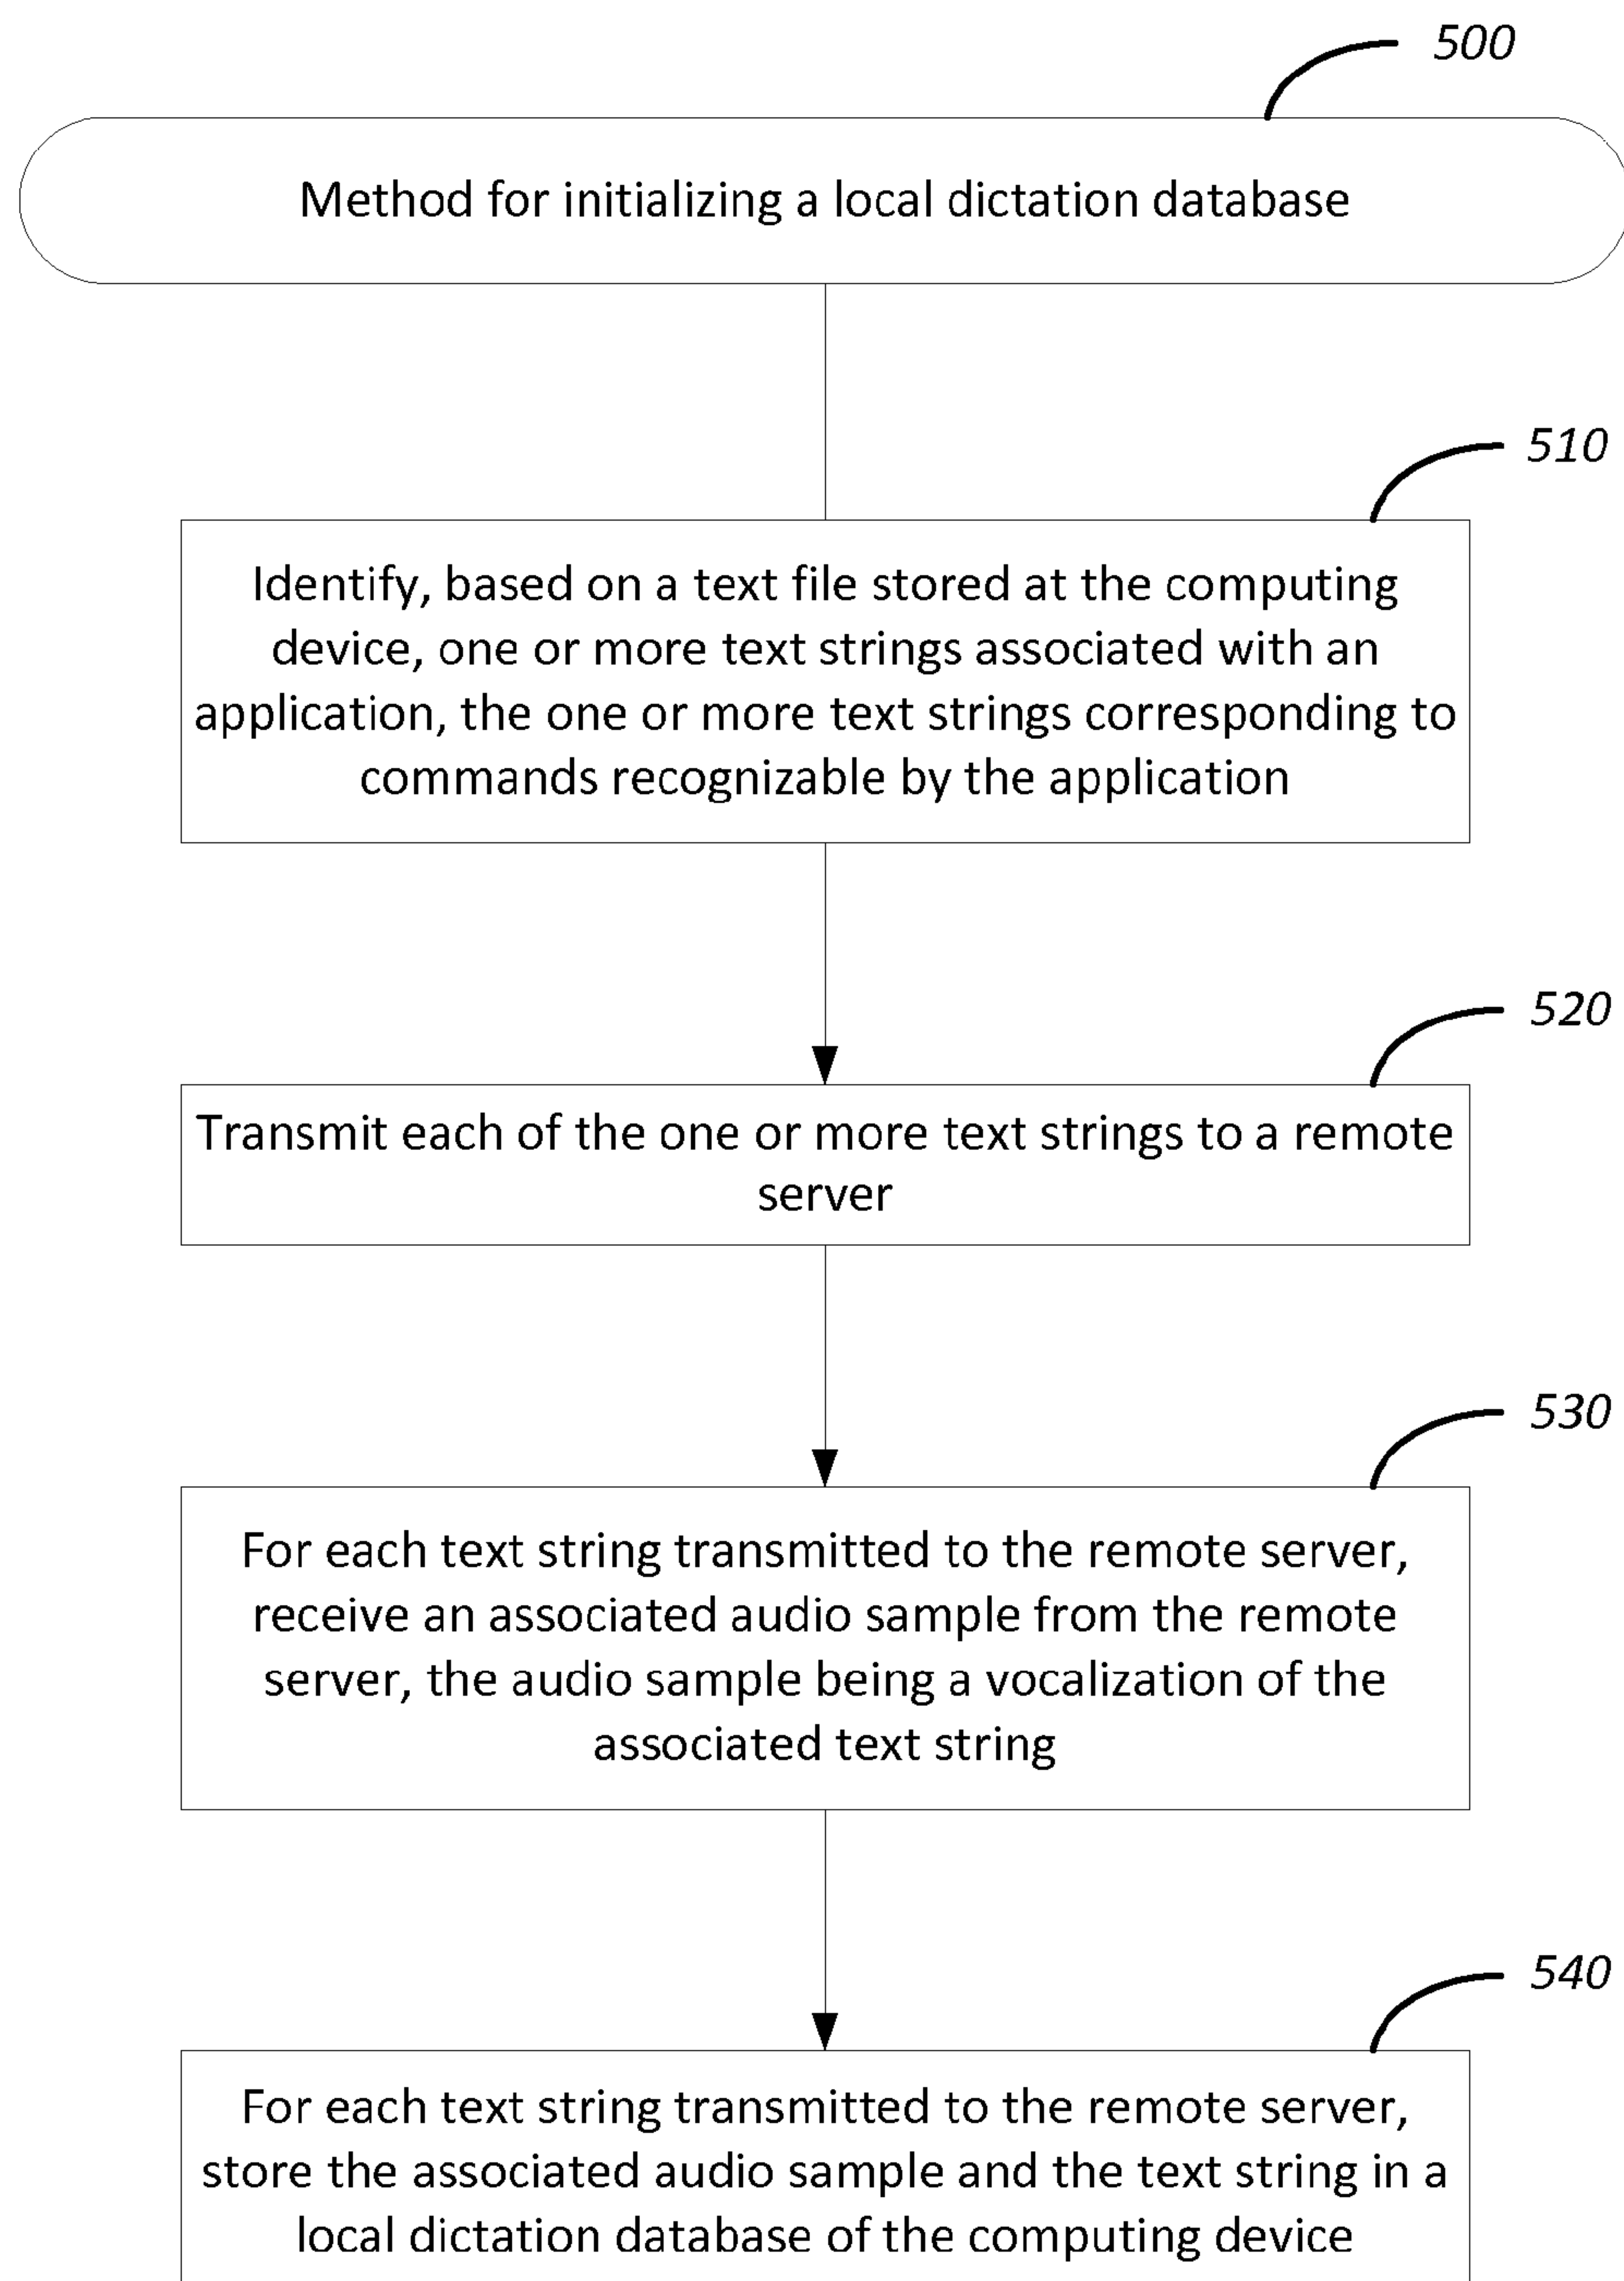 500
Method for initializing a local dictation database
510
Identify, based on a text file stored at the computing
device, one or more text strings associated with an
application, the one or more text strings corresponding to
commands recognizable by the application
520
Transmit each of the one or more text strings to a remote
server
530
For each text string transmitted to the remote server,
receive an associated audio sample from the remote
server, the audio sample being a vocalization of the
associated text string
540
For each text string transmitted to the remote server,
store the associated audio sample and the text string in a
local dictation database of the computing device